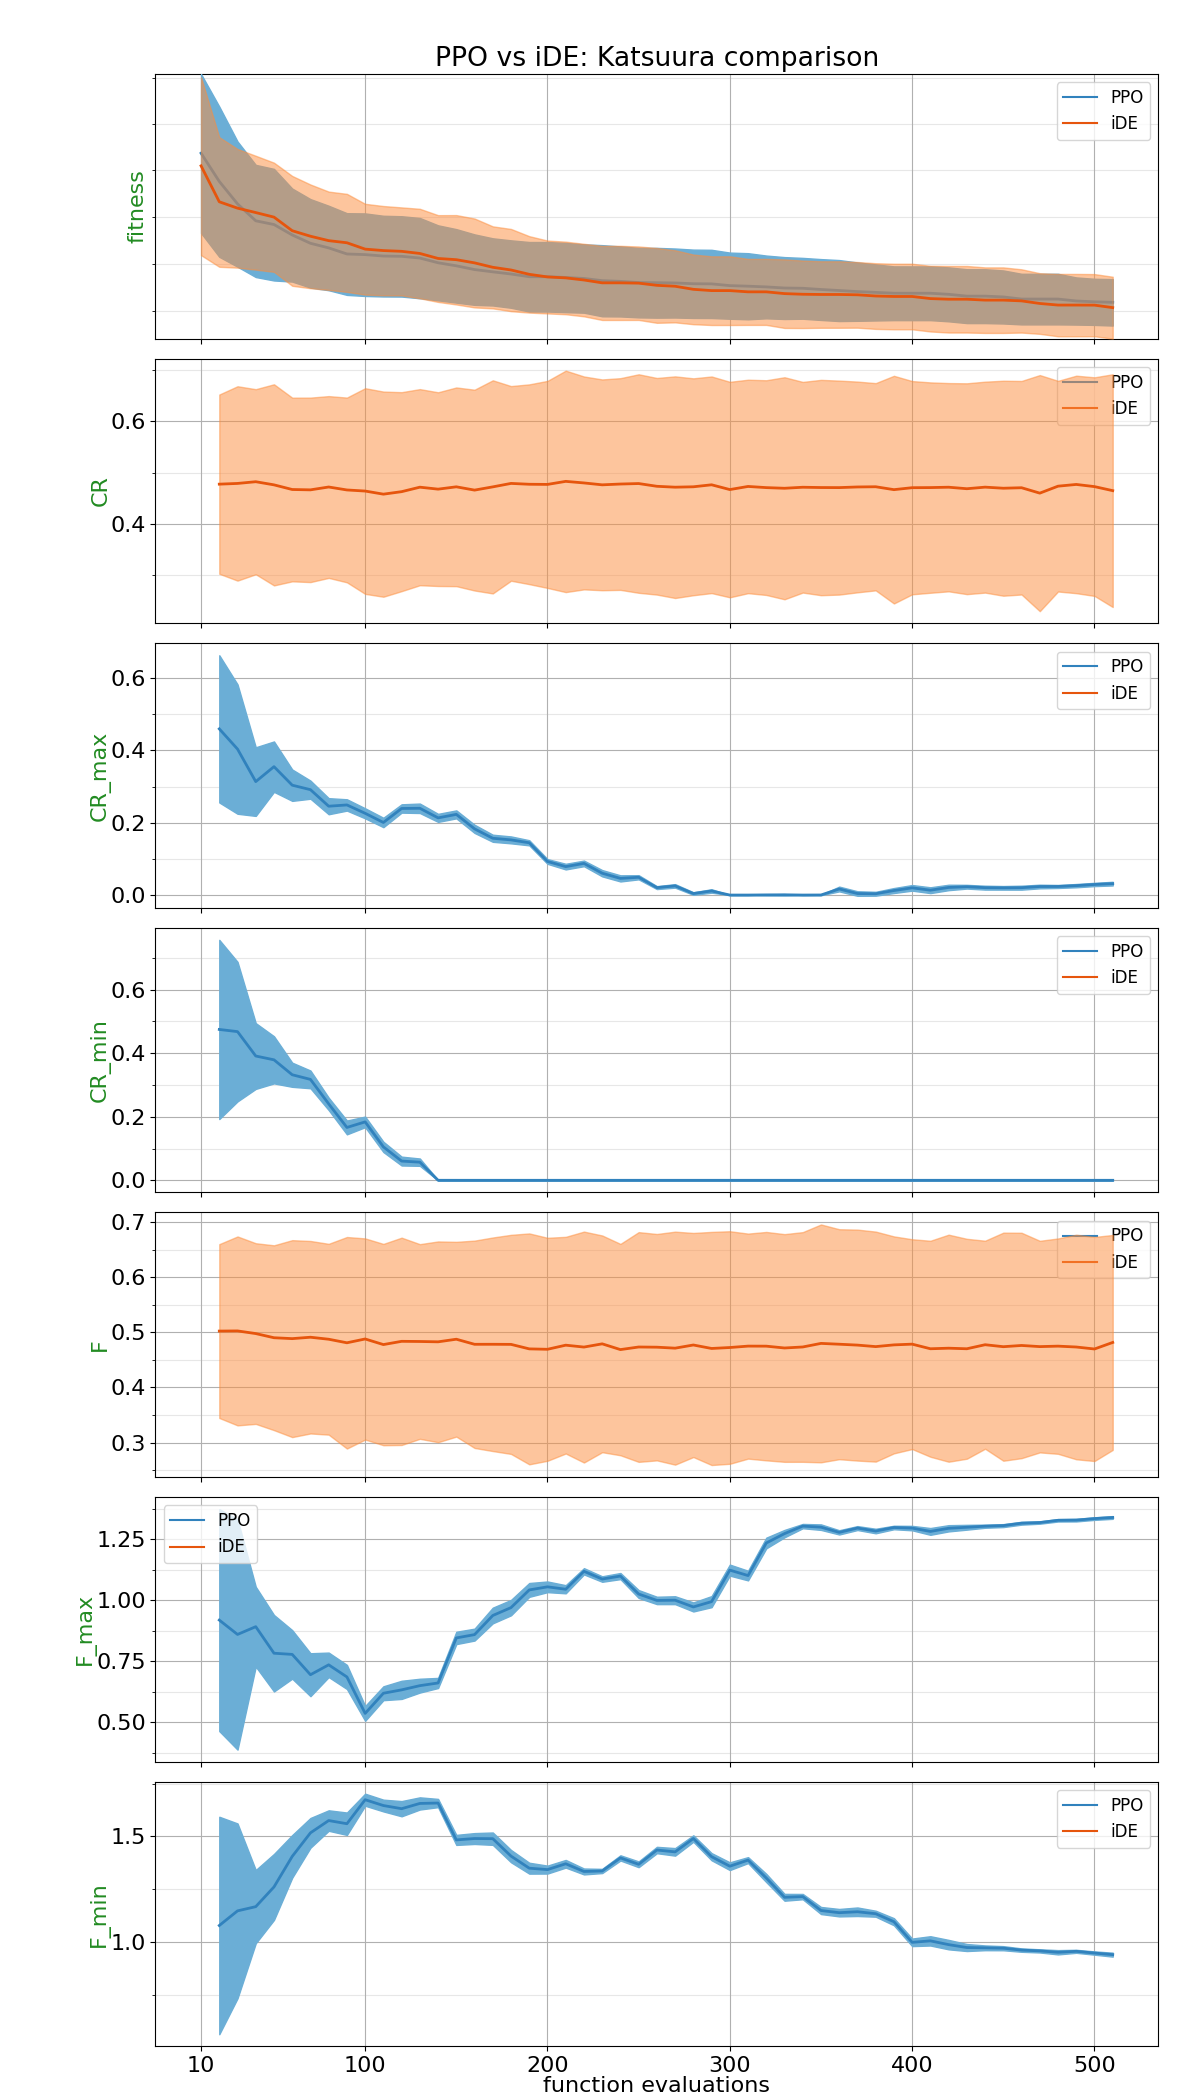 PPO vs iDE: Katsuura comparison
fitness
PPO
iDE
CR
0.6
0.4
PPO
iDE
CR_max
0.6
0.4
0.2
0.0
PPO
iDE
CR_min
0.6
0.4
0.2
0.0
PPO
iDE
F
0.7
0.6
0.5
0.4
0.3
PPO
iDE
F_max
1.25
1.00
0.75
0.50
PPO
iDE
F_min
1.5
1.0
PPO
iDE
10 100 200 300 400 500
function evaluations